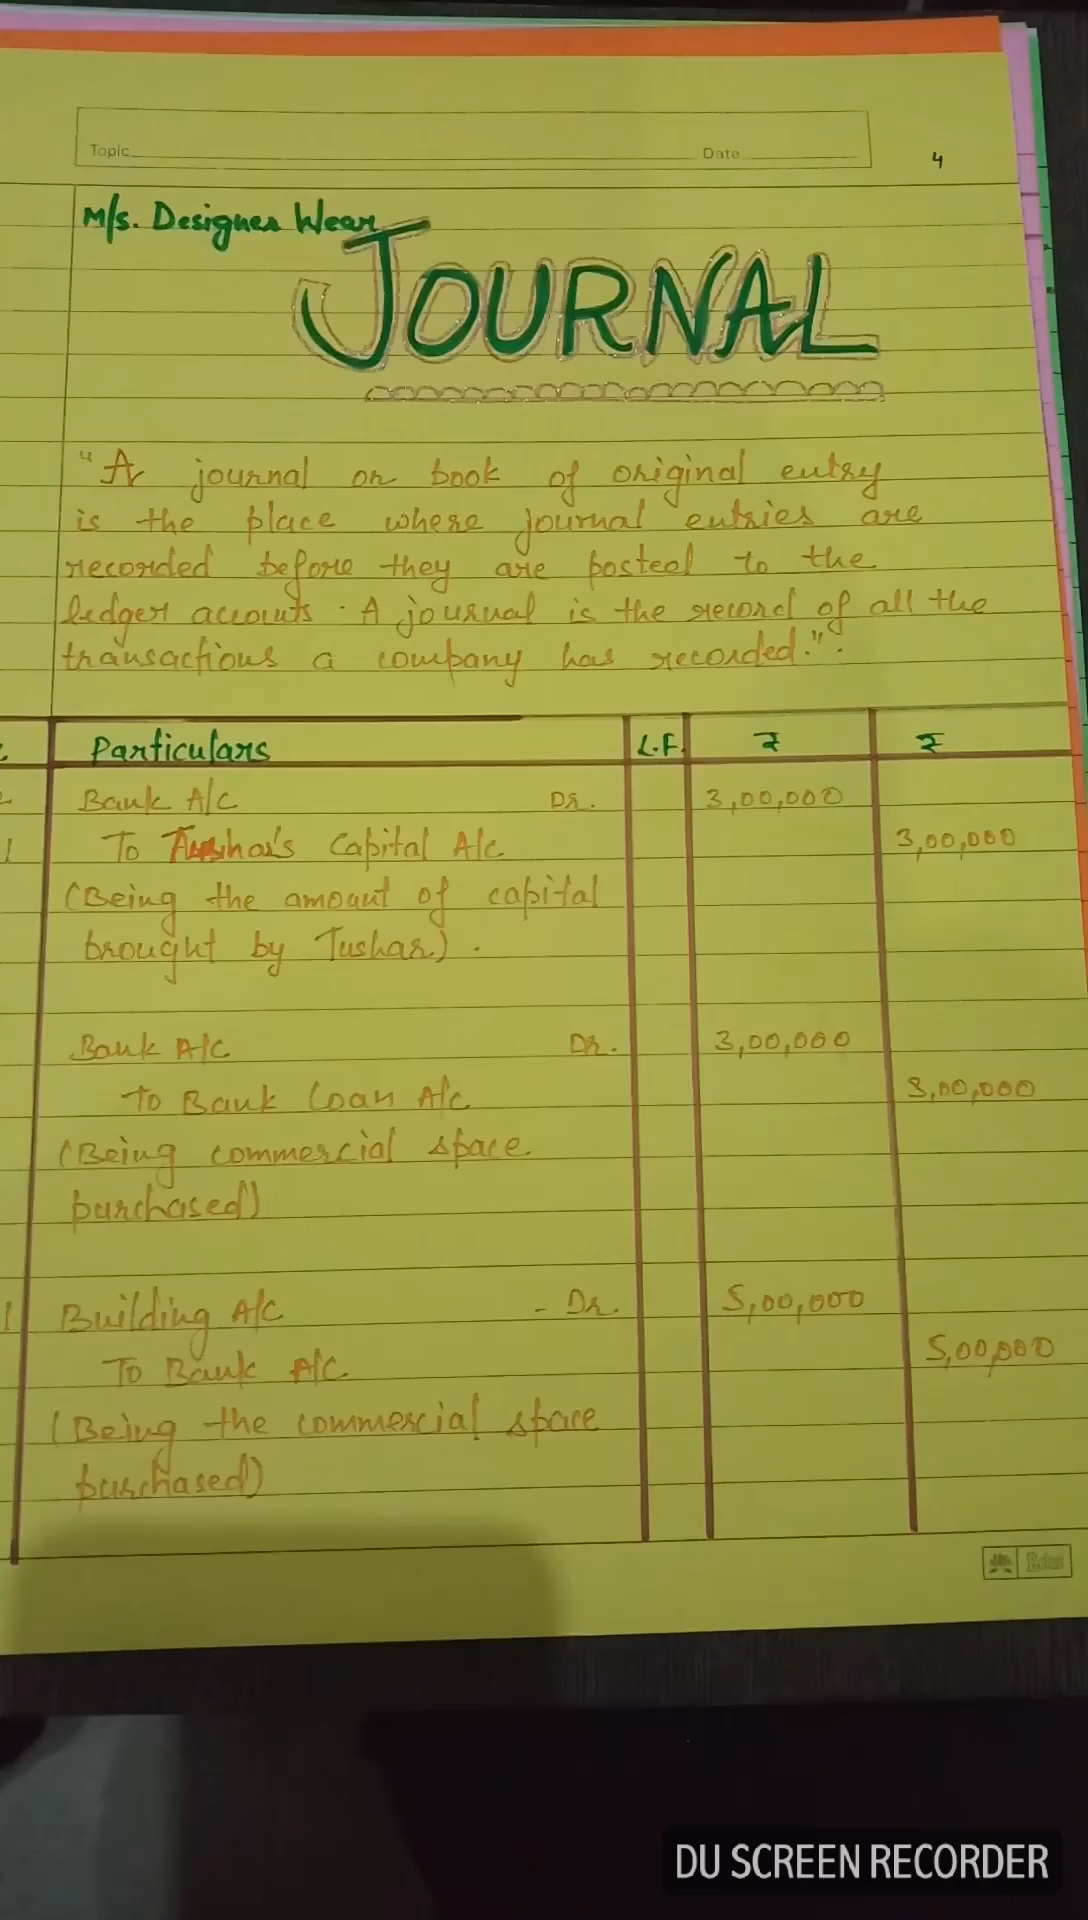 Topic Date
4
M/s. Designer Wear
JOURNAL
"A journal or book of original entry
is the place where journal entries are
recorded before they are posted to the
ledger accounts. A journal is the record of all the
transactions a company has recorded.".
Particulars L.F. ₹ ₹
Bank A/c Dr. 3,00,000
1 To Tushar's Capital A/c 3,00,000
(Being the amount of capital
brought by Tushar).
Bank A/c Dr. 3,00,000
To Bank Loan A/c 3,00,000
(Being commercial space
purchased)
1 Building A/c - Dr. 5,00,000
To Bank A/c 5,00,000
(Being the commercial space
purchased)
DU SCREEN RECORDER